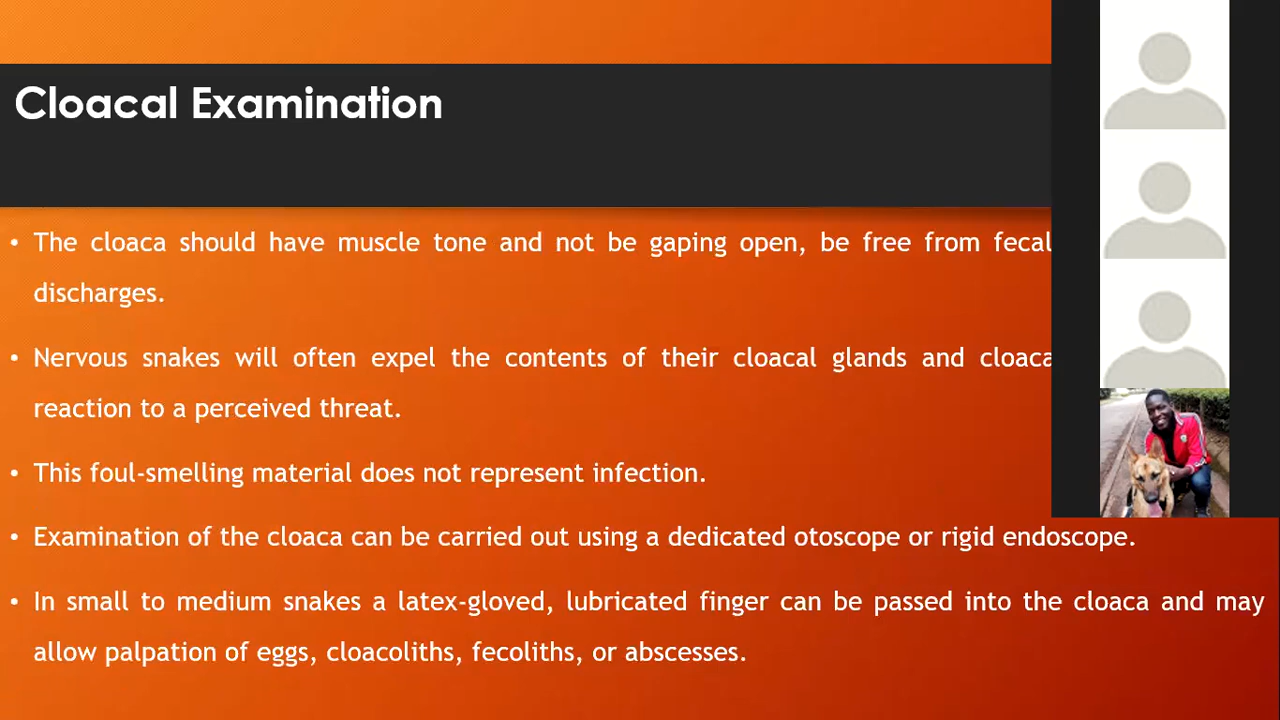 Cloacal Examination
• The cloaca should have muscle tone and not be gaping open, be free from fecal
discharges.
• Nervous snakes will often expel the contents of their cloacal glands and cloaca
reaction to a perceived threat.
• This foul-smelling material does not represent infection.
• Examination of the cloaca can be carried out using a dedicated otoscope or rigid endoscope.
• In small to medium snakes a latex-gloved, lubricated finger can be passed into the cloaca and may
allow palpation of eggs, cloacoliths, fecoliths, or abscesses.